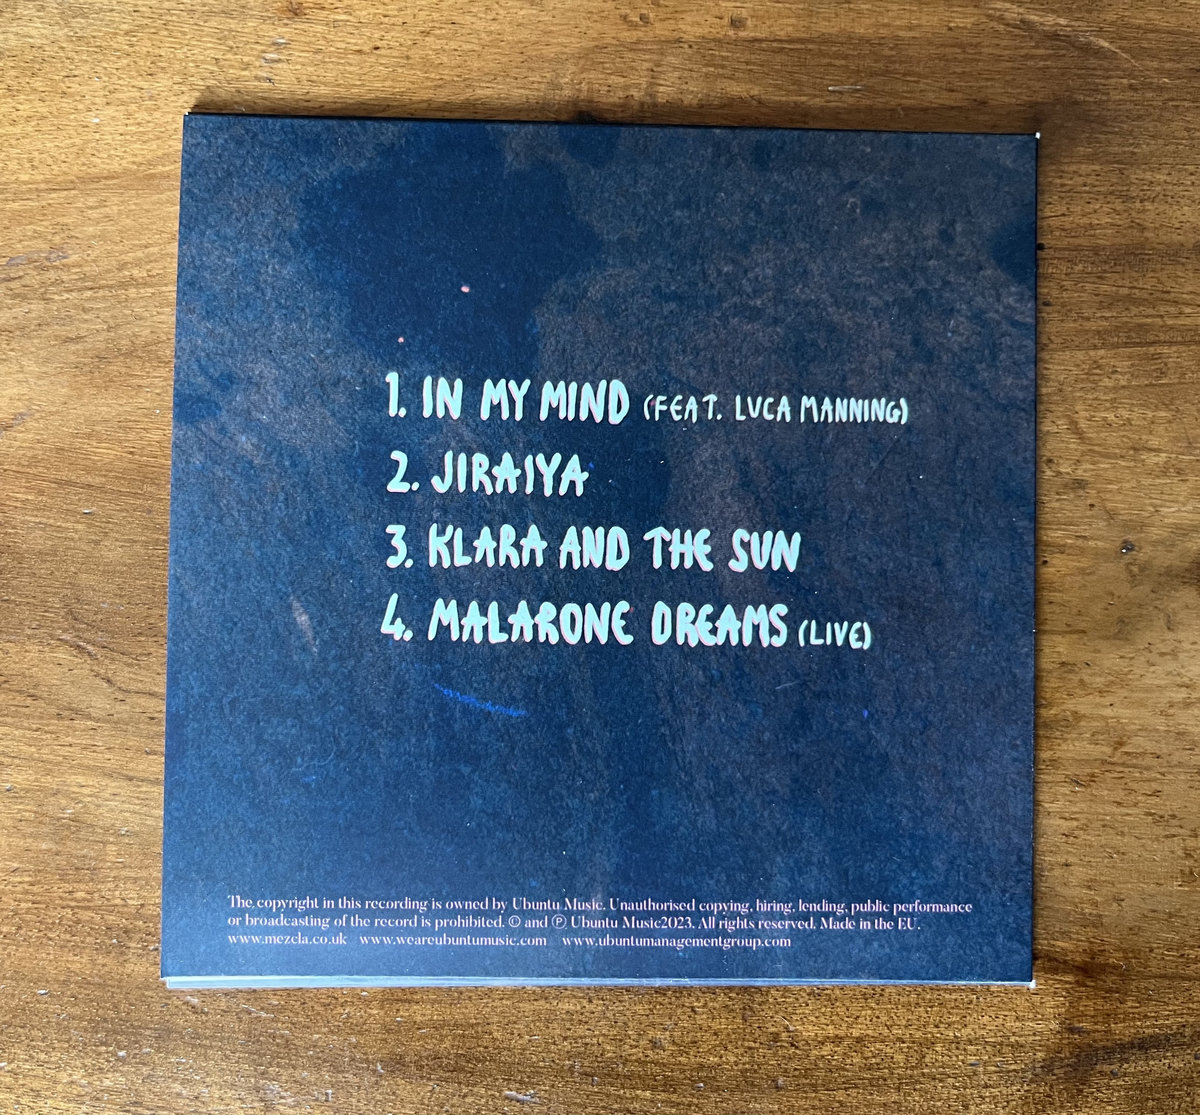 1. IN MY MIND (FEAT. LUCA MANNING)
2. JIRAIYA
3. KLARA AND THE SUN
4. MALARONE DREAMS (LIVE)
The copyright in this recording is owned by Ubuntu Music. Unauthorised copying, hiring, lending, public performance
or broadcasting of the record is prohibited. © and ℗ Ubuntu Music2023. All rights reserved. Made in the EU.
www.mezcla.co.uk www.weareubuntumusic.com www.ubuntumanagementgroup.com